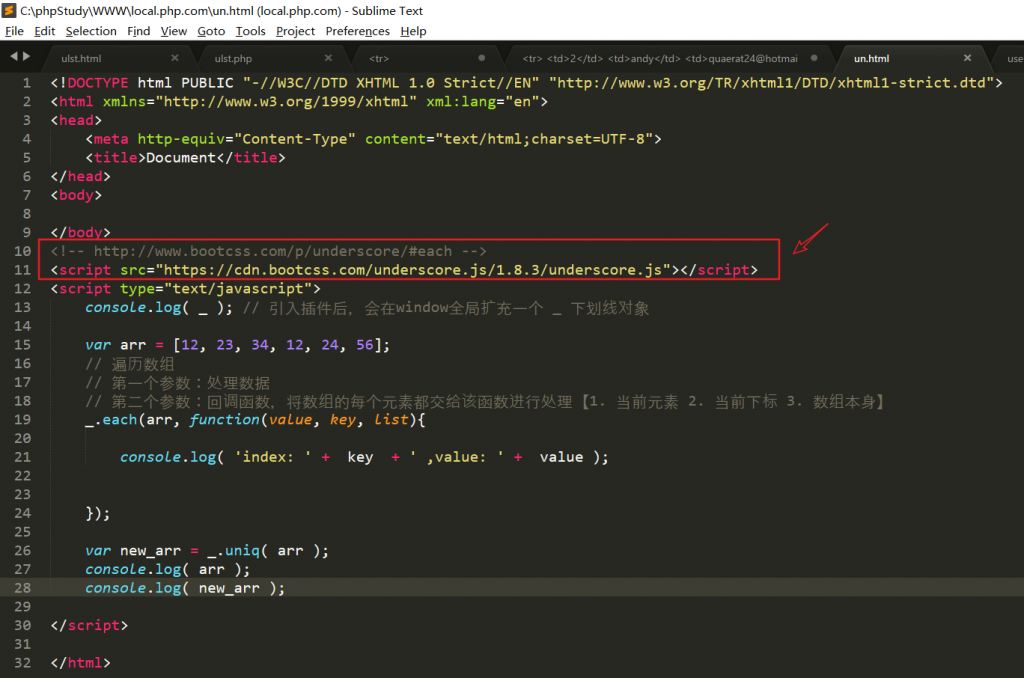 C:\phpStudy\WWW\local.php.com\un.html (local.php.com) - Sublime Text
File Edit Selection Find View Goto Tools Project Preferences Help
ulst.html × ulst.php × <tr> <tr> <td>2</td> <td>andy</td> <td>quaerat24@hotmai un.html × use
1 <!DOCTYPE html PUBLIC "-//W3C//DTD XHTML 1.0 Strict//EN" "http://www.w3.org/TR/xhtml1/DTD/xhtml1-strict.dtd">
2 <html xmlns="http://www.w3.org/1999/xhtml" xml:lang="en">
3 <head>
4 <meta http-equiv="Content-Type" content="text/html;charset=UTF-8">
5 <title>Document</title>
6 </head>
7 <body>
8
9 </body>
10 <!-- http://www.bootcss.com/p/underscore/#each -->
11 <script src="https://cdn.bootcss.com/underscore.js/1.8.3/underscore.js"></script>
12 <script type="text/javascript">
13 console.log( _ ); // 引入插件后，会在window全局扩充一个 _ 下划线对象
14
15 var arr = [12, 23, 34, 12, 24, 56];
16 // 遍历数组
17 // 第一个参数：处理数据
18 // 第二个参数：回调函数，将数组的每个元素都交给该函数进行处理【1. 当前元素 2. 当前下标 3. 数组本身】
19 _.each(arr, function(value, key, list){
20
21 console.log( 'index: ' + key + ' ,value: ' + value );
22
23
24 });
25
26 var new_arr = _.uniq( arr );
27 console.log( arr );
28 console.log( new_arr );
29
30 </script>
31
32 </html>